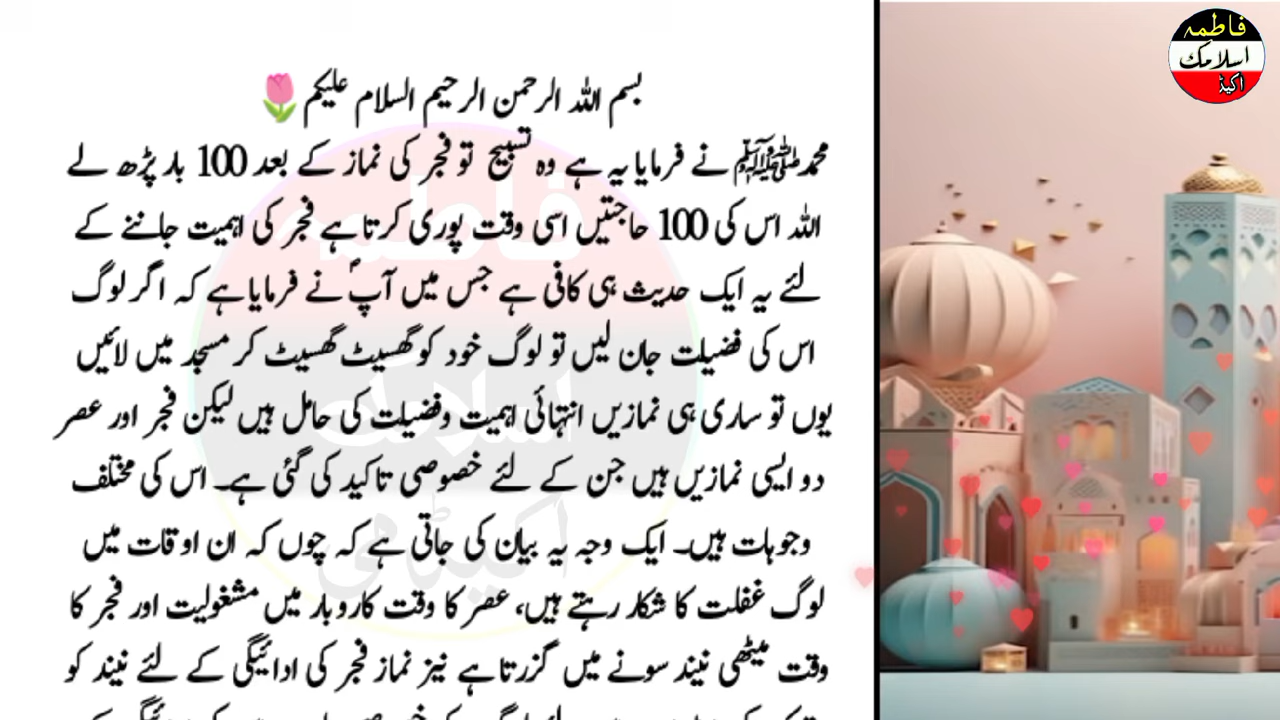 بسم اللہ الرحمن الرحیم السلام علیکم🌷
محمدﷺ نے فرمایا یہ ہے وہ تسبیح تو فجر کی نماز کے بعد 100 بار پڑھ لے
اللہ اس کی 100 حاجتیں اسی وقت پوری کرتا ہے فجر کی اہمیت جاننے کے
لئے یہ ایک حدیث ہی کافی ہے جس میں آپؐ نے فرمایا ہے کہ اگر لوگ
اس کی فضیلت جان لیں تو لوگ خود کو گھسیٹ گھسیٹ کر مسجد میں لائیں
یوں تو ساری ہی نمازیں انتہائی اہمیت وفضیلت کی حامل ہیں لیکن فجر اور عصر
دو ایسی نمازیں ہیں جن کے لئے خصوصی تاکید کی گئی ہے۔ اس کی مختلف
وجوہات ہیں۔ ایک وجہ یہ بیان کی جاتی ہے کہ چوں کہ ان اوقات میں
لوگ غفلت کا شکار رہتے ہیں، عصر کا وقت کاروبار میں مشغولیت اور فجر کا
وقت میٹھی نیند سونے میں گزرتا ہے نیز نماز فجر کی ادائیگی کے لئے نیند کو
فاطمہ
اسلامک
اکیڈ
فاطمہ
اسلامک
اکیڈمی